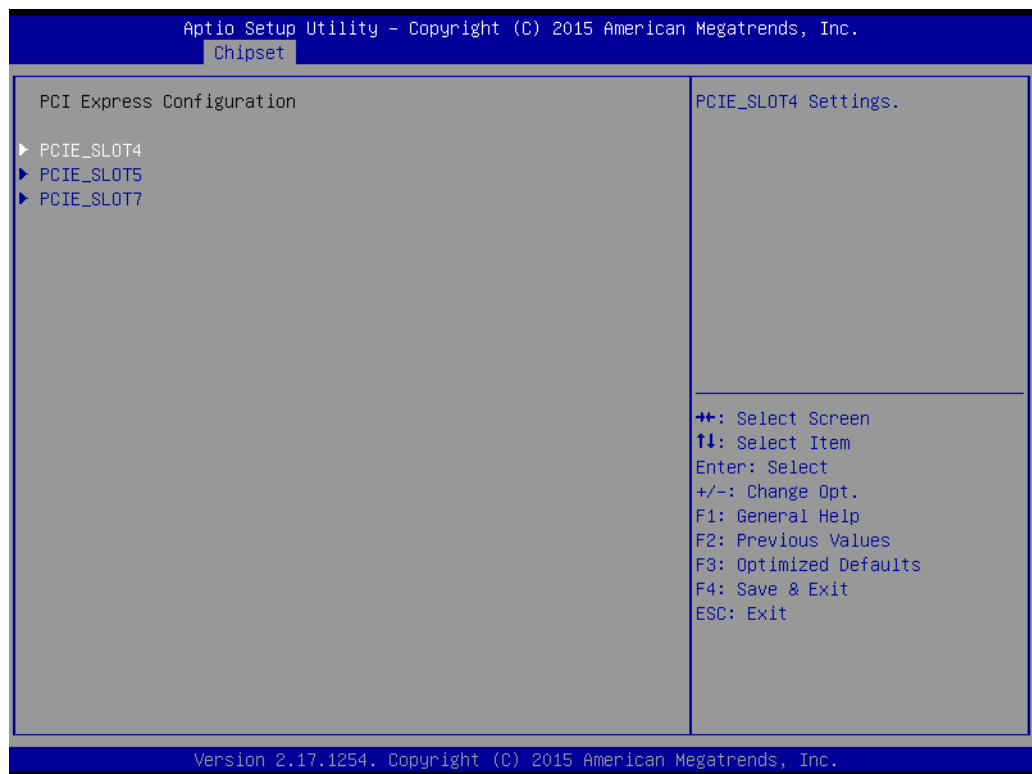 Aptio Setup Utility – Copyright (C) 2015 American Megatrends, Inc.
Chipset
PCI Express Configuration
PCIE_SLOT4
PCIE_SLOT5
PCIE_SLOT7
PCIE_SLOT4 Settings.
→←: Select Screen
↑↓: Select Item
Enter: Select
+/-: Change Opt.
F1: General Help
F2: Previous Values
F3: Optimized Defaults
F4: Save & Exit
ESC: Exit
Version 2.17.1254. Copyright (C) 2015 American Megatrends, Inc.